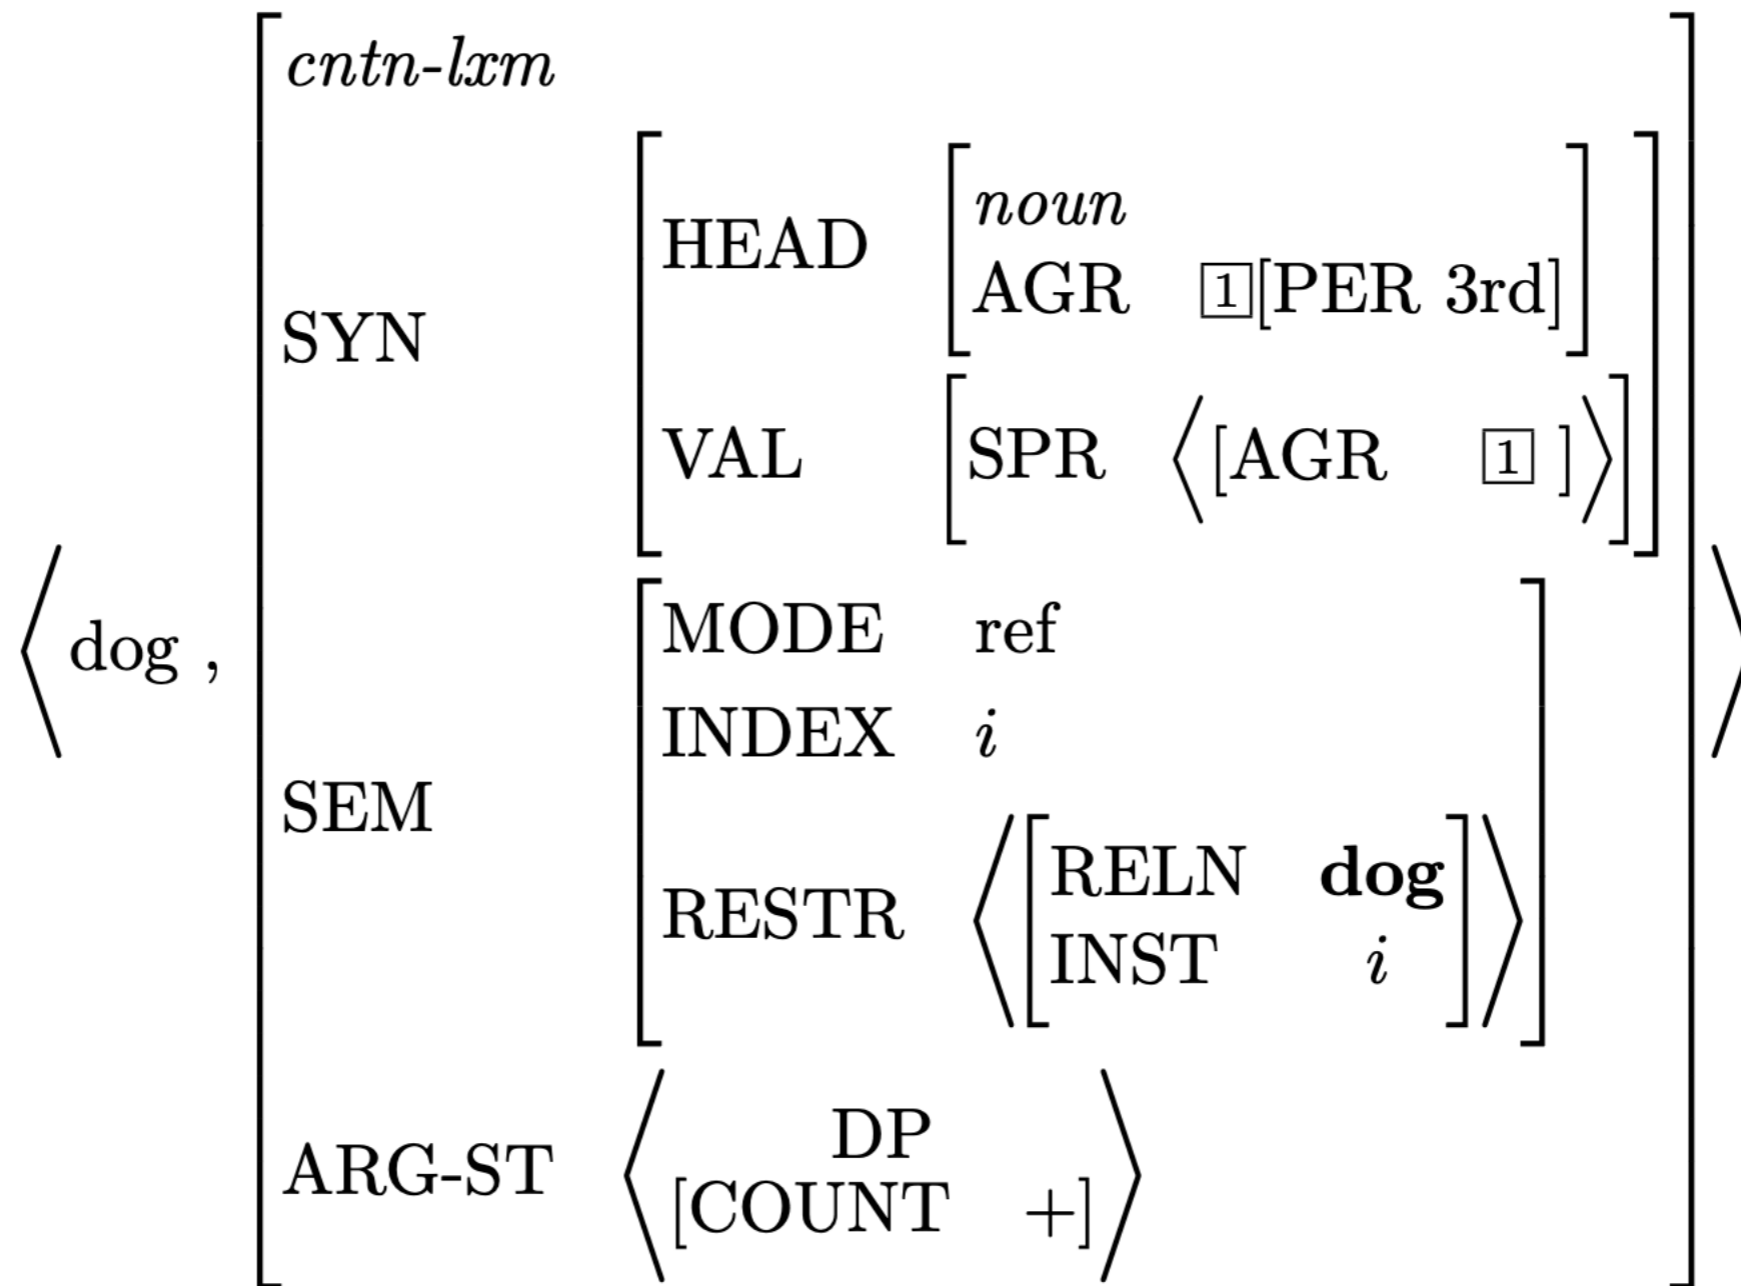 cntn-lxm
noun
HEAD
AGR 1[PER 3rd]
SYN
VAL [SPR ⟨[AGR 1 ]⟩]
MODE ref
⟨dog ,
INDEX i
SEM
RELN dog
RESTR
INST i
DP
ARG-ST
[COUNT +]